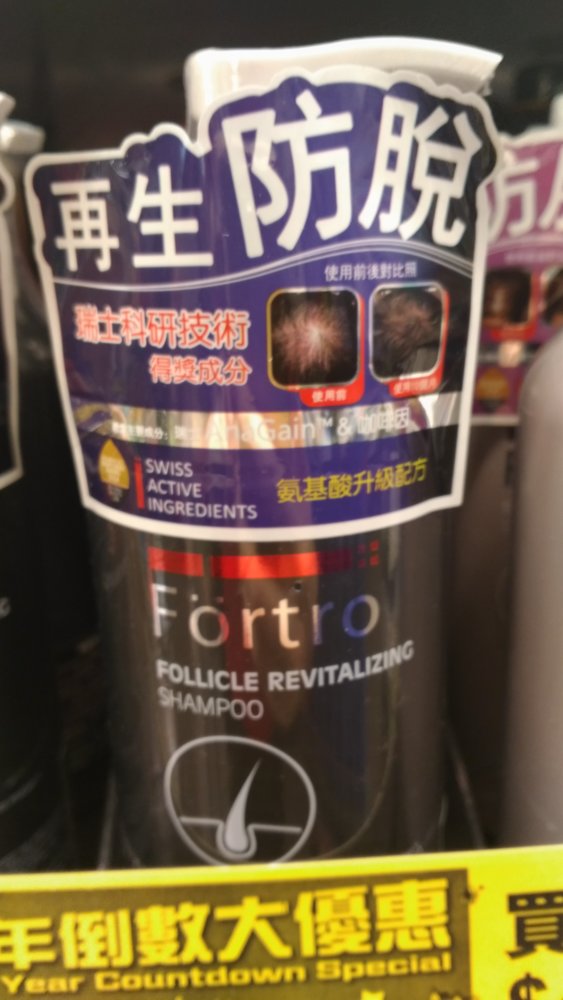 再生防脫
使用前後對比照
瑞士科研技術
得獎成分
使用前
AnaGain™ & 咖啡因
SWISS
ACTIVE
INGREDIENTS
氨基酸升級配方
Förtro
FOLLICLE REVITALIZING
SHAMPOO
年倒數大優惠
Year Countdown Special
買
$